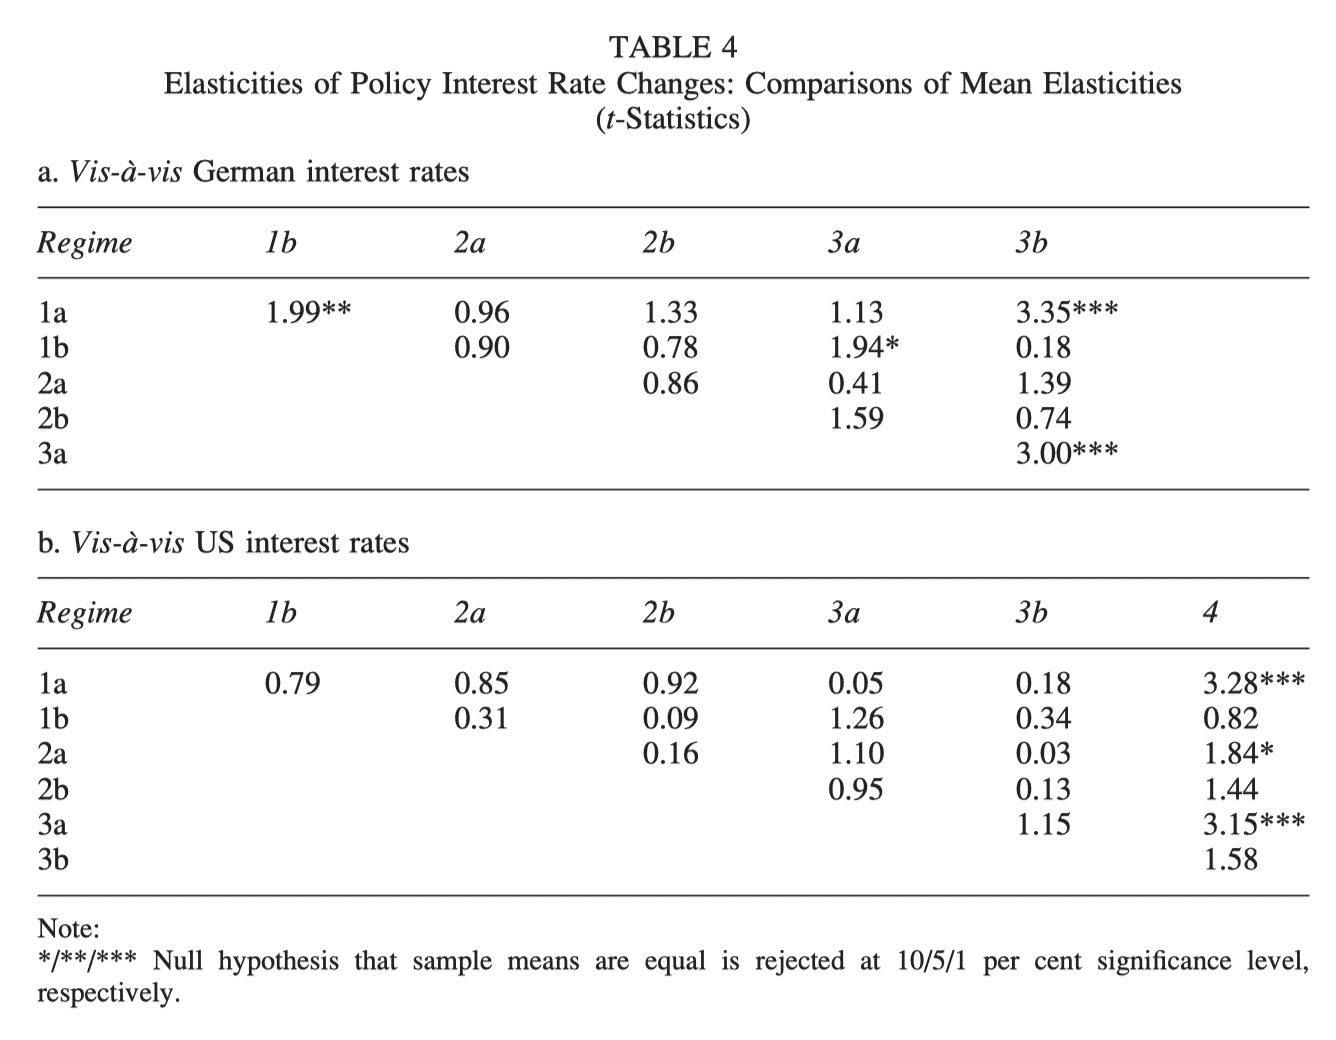 TABLE 4
Elasticities of Policy Interest Rate Changes: Comparisons of Mean Elasticities
(t-Statistics)
a. Vis-à-vis German interest rates
Regime 1b 2a 2b 3a 3b
1a 1.99** 0.96 1.33 1.13 3.35***
1b 0.90 0.78 1.94* 0.18
2a 0.86 0.41 1.39
2b 1.59 0.74
3a 3.00***
b. Vis-à-vis US interest rates
Regime 1b 2a 2b 3a 3b 4
1a 0.79 0.85 0.92 0.05 0.18 3.28***
1b 0.31 0.09 1.26 0.34 0.82
2a 0.16 1.10 0.03 1.84*
2b 0.95 0.13 1.44
3a 1.15 3.15***
3b 1.58
Note:
*/**/*** Null hypothesis that sample means are equal is rejected at 10/5/1 per cent significance level,
respectively.